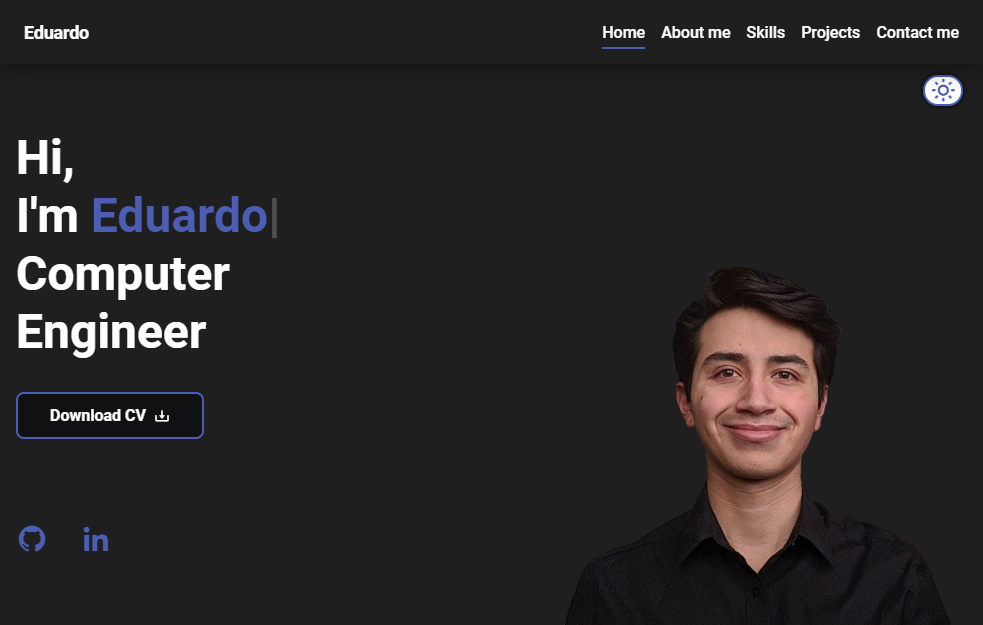 Eduardo
Home About me Skills Projects Contact me
Hi,
I'm Eduardo|
Computer
Engineer
Download CV
in